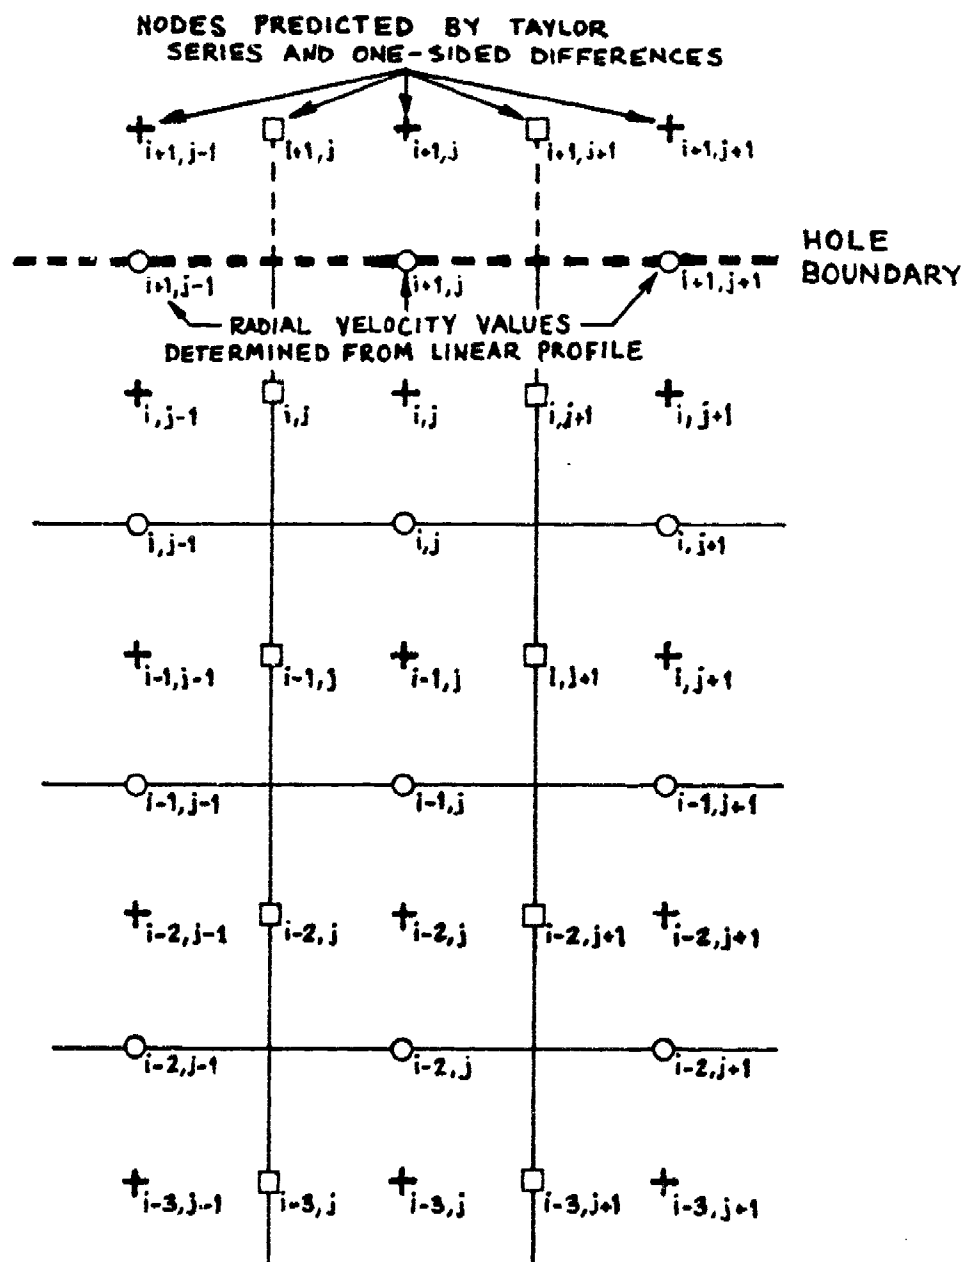 NODES PREDICTED BY TAYLOR
SERIES AND ONE-SIDED DIFFERENCES
i+1,j-1 i+1,j i+1,j i+1,j+1 i+1,j+1
HOLE
BOUNDARY
i+1,j-1 i+1,j i+1,j+1
RADIAL VELOCITY VALUES
DETERMINED FROM LINEAR PROFILE
i,j-1 i,j i,j i,j+1 i,j+1
i,j-1 i,j i,j+1
i-1,j-1 i-1,j i-1,j i,j+1 i,j+1
i-1,j-1 i-1,j i-1,j+1
i-2,j-1 i-2,j i-2,j i-2,j+1 i-2,j+1
i-2,j-1 i-2,j i-2,j+1
i-3,j-1 i-3,j i-3,j i-3,j+1 i-3,j+1